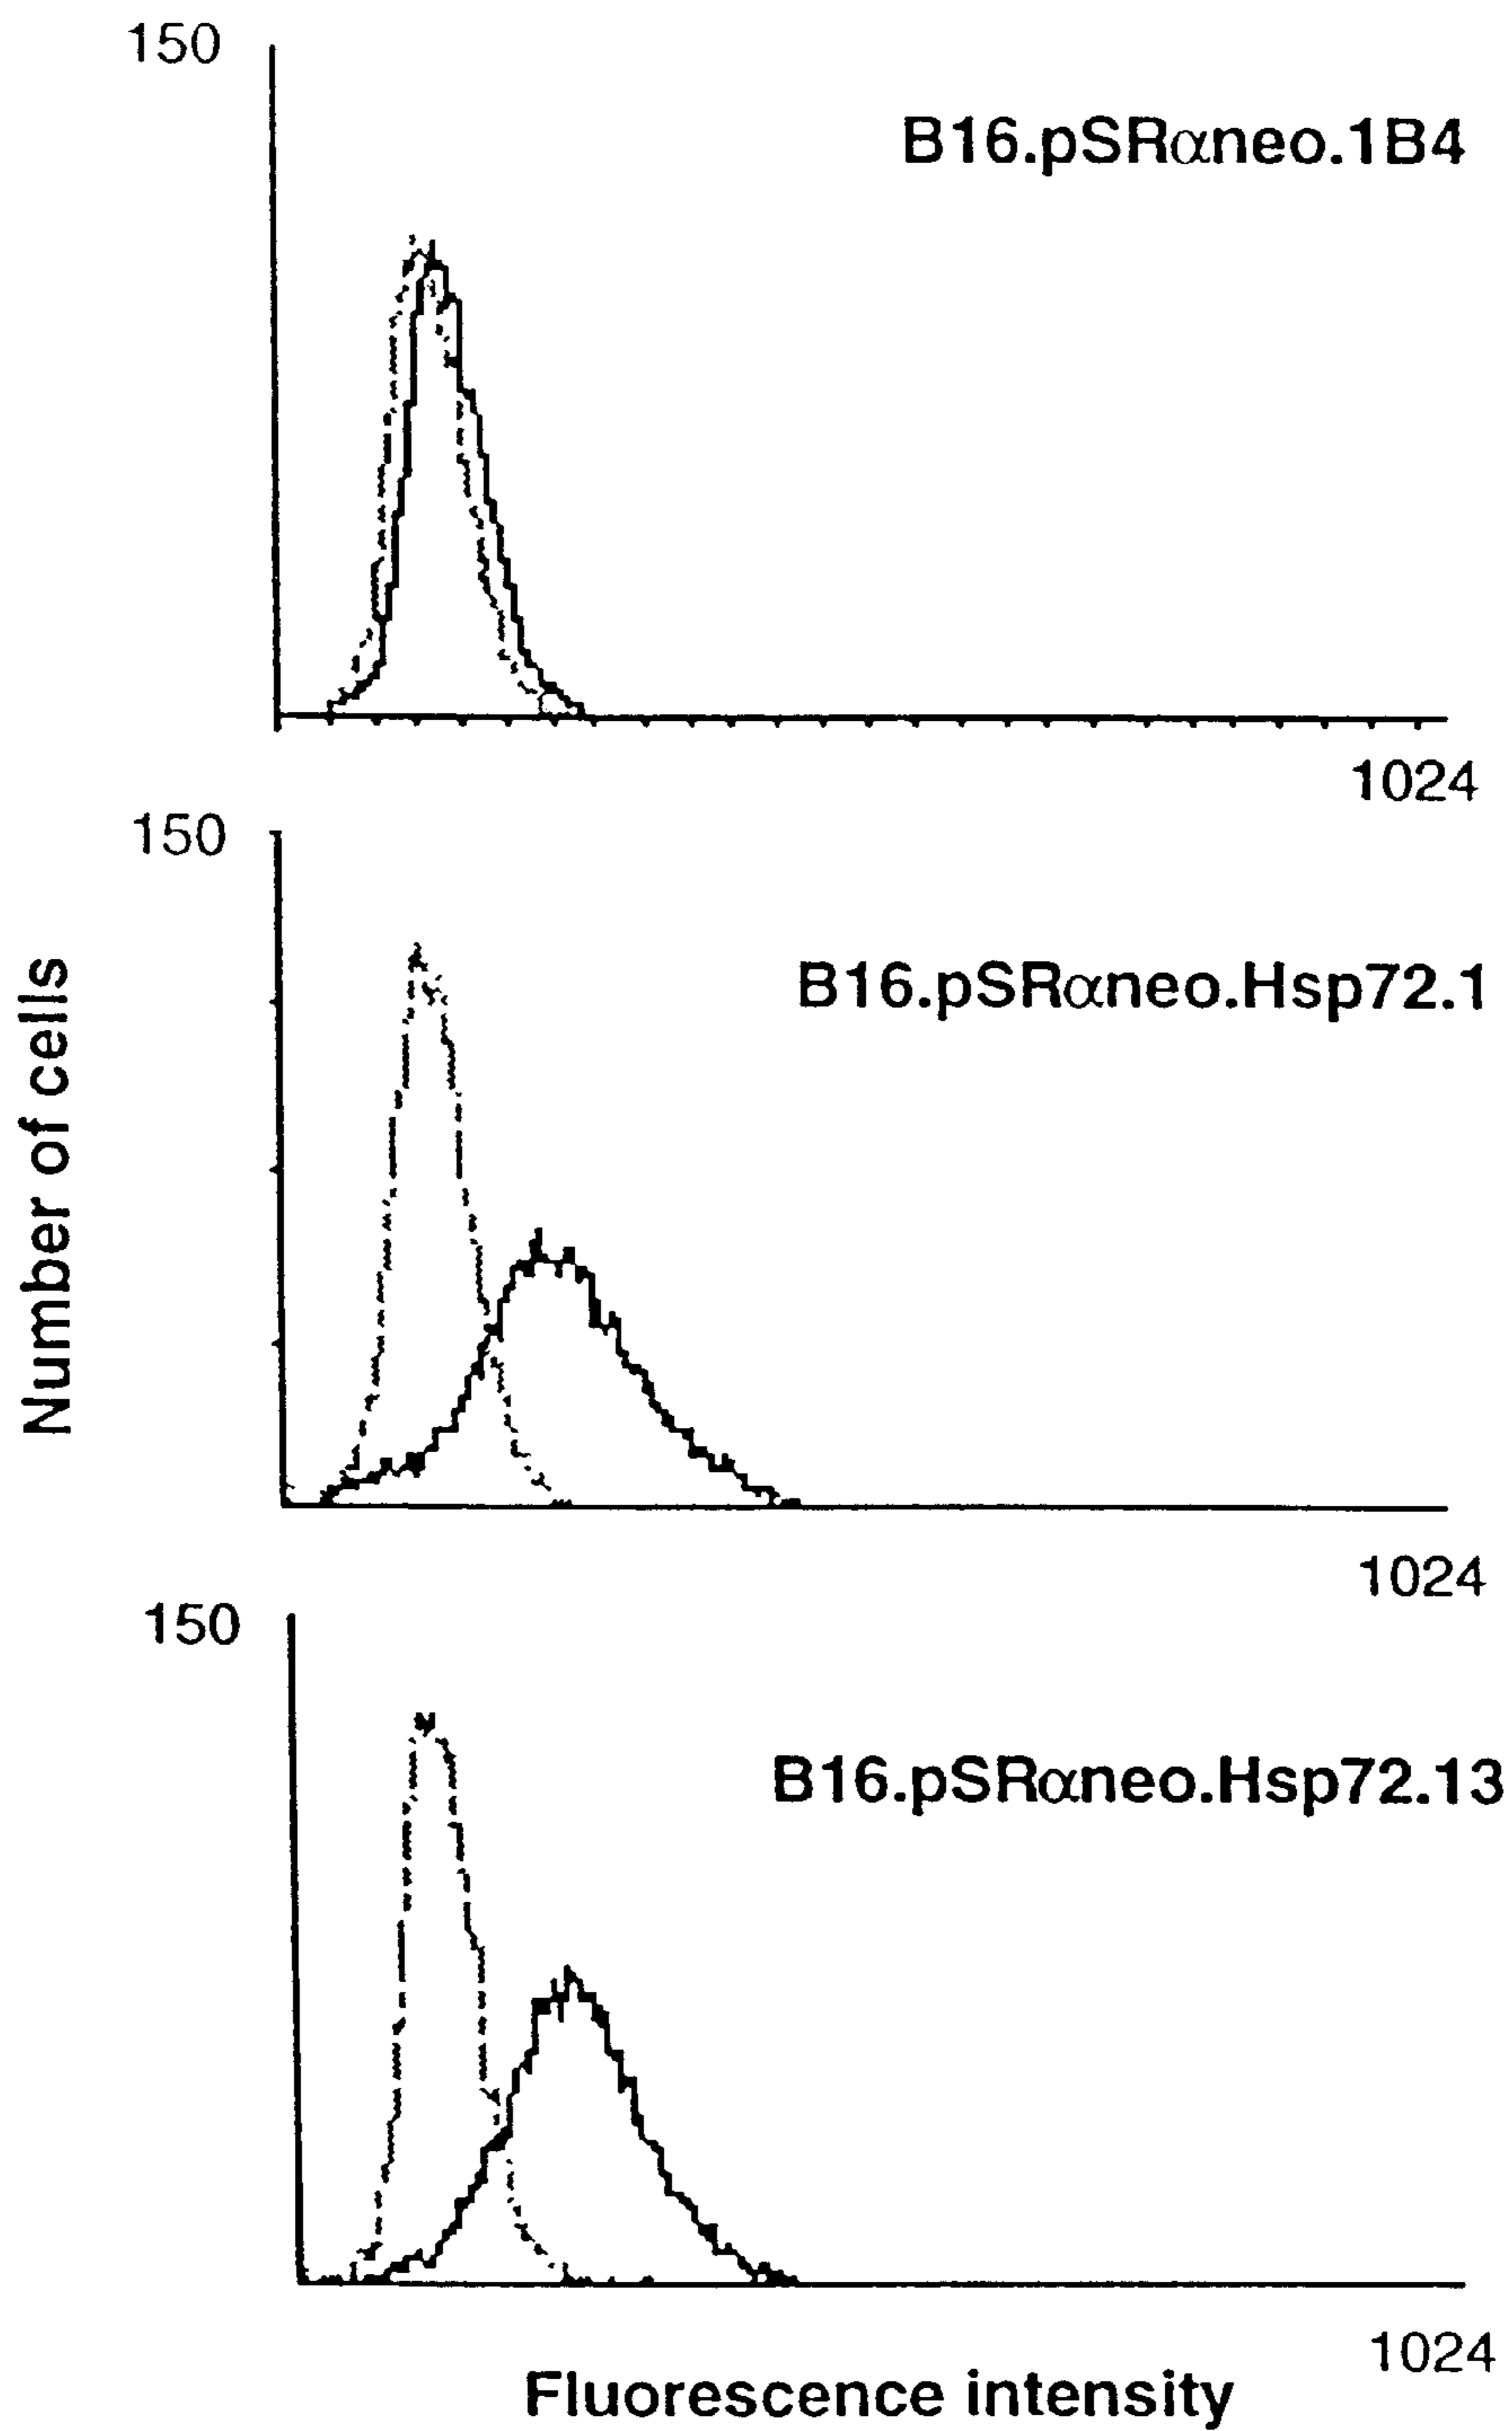 150
B16.pSRαneo.1B4
1024
150
B16.pSRαneo.Hsp72.1
Number of cells
1024
150
B16.pSRαneo.Hsp72.13
1024
Fluorescence intensity